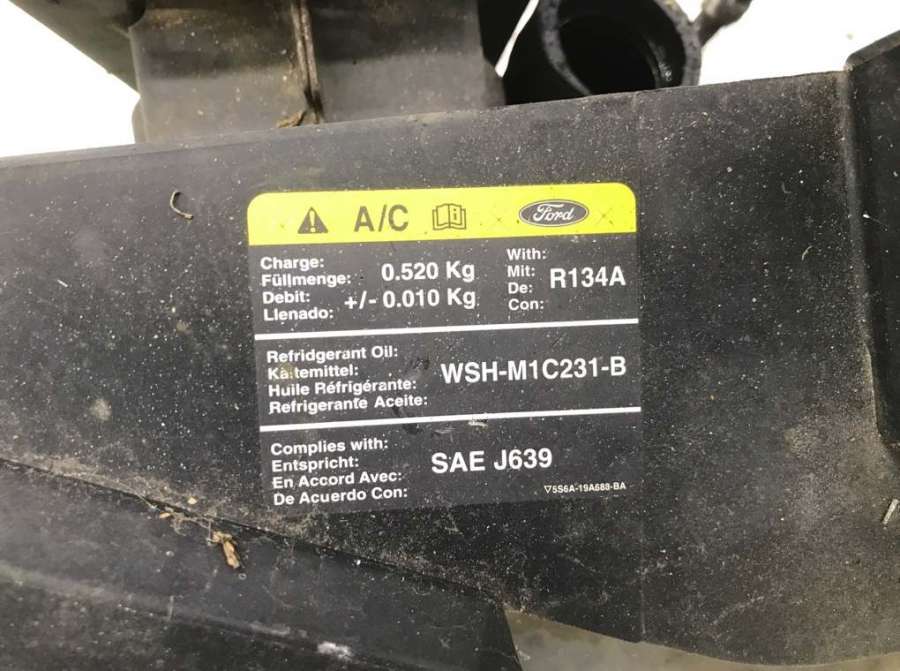 A/C Ford
Charge:
Füllmenge: 0.520 Kg
Debit: +/- 0.010 Kg
Llenado:
With:
Mit: R134A
De:
Con:
Refridgerant Oil:
Kältemittel: WSH-M1C231-B
Huile Réfrigérante:
Refrigerante Aceite:
Complies with:
Entspricht: SAE J639
En Accord Avec:
De Acuerdo Con:
5S6A-19A688-BA